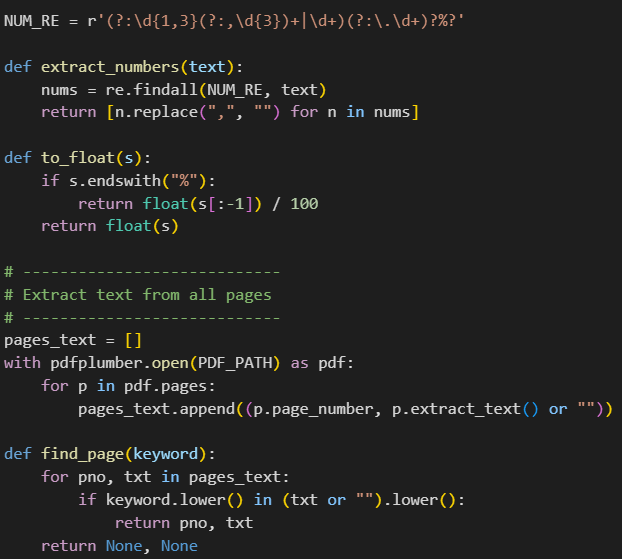 NUM_RE = r'(?:\d{1,3}(?:,\d{3})+|\d+)(?:\.\d+)?%?'

def extract_numbers(text):
    nums = re.findall(NUM_RE, text)
    return [n.replace(",", "") for n in nums]

def to_float(s):
    if s.endswith("%"):
        return float(s[:-1]) / 100
    return float(s)

# ----------------------------
# Extract text from all pages
# ----------------------------
pages_text = []
with pdfplumber.open(PDF_PATH) as pdf:
    for p in pdf.pages:
        pages_text.append((p.page_number, p.extract_text() or ""))

def find_page(keyword):
    for pno, txt in pages_text:
        if keyword.lower() in (txt or "").lower():
            return pno, txt
    return None, None